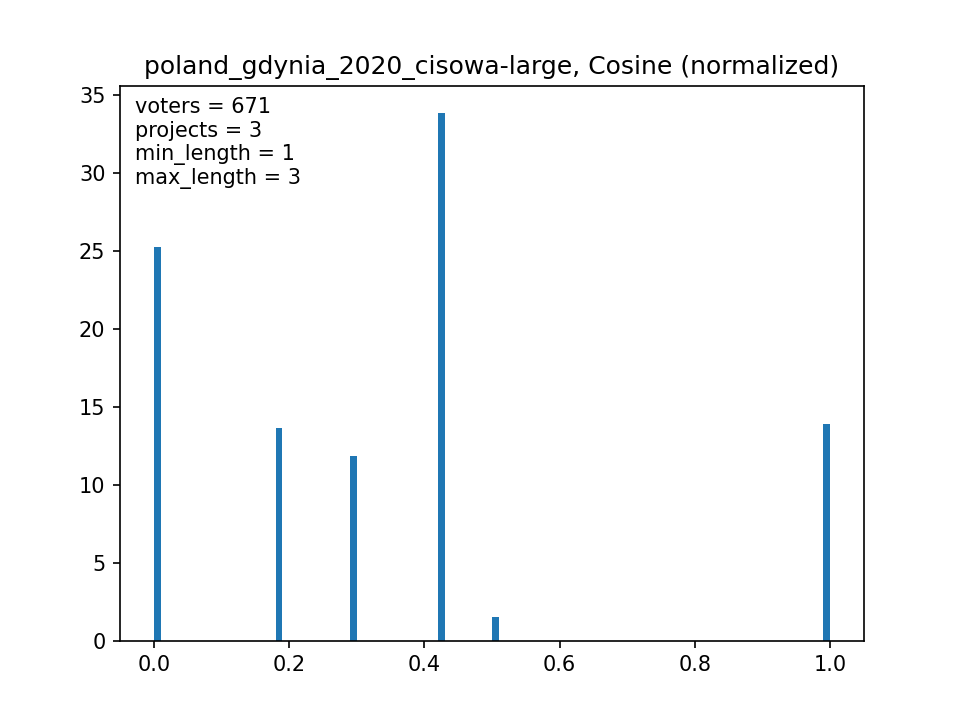 poland_gdynia_2020_cisowa-large, Cosine (normalized)
35
30
25
20
15
10
5
0
voters = 671
projects = 3
min_length = 1
max_length = 3
0.0 0.2 0.4 0.6 0.8 1.0